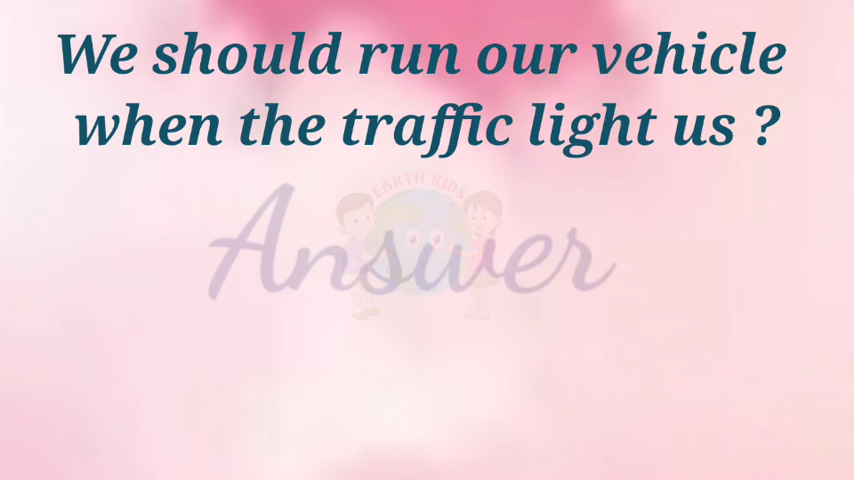 We should run our vehicle
when the traffic light us ?
EARTH KIDS
Answer